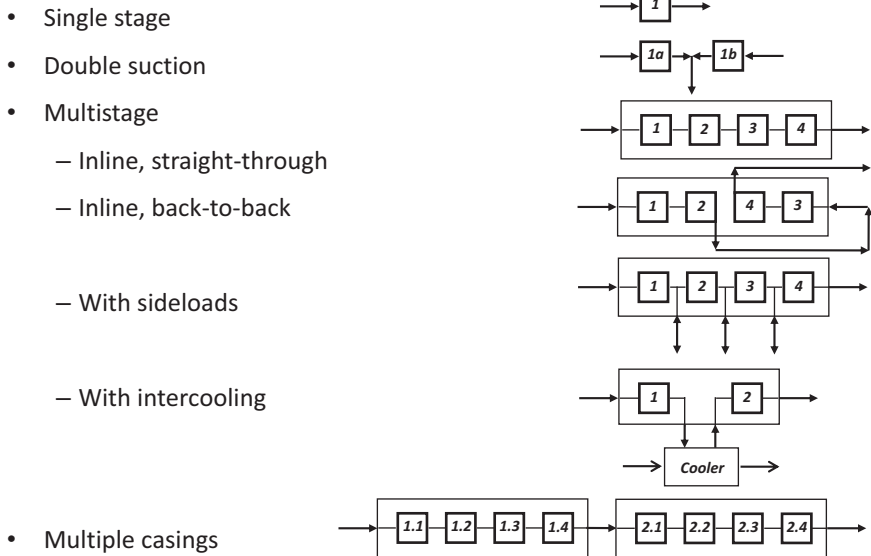 • Single stage
1
• Double suction
1a 1b
• Multistage
1 2 3 4
– Inline, straight-through
– Inline, back-to-back
1 2 4 3
– With sideloads
1 2 3 4
– With intercooling
1 2
Cooler
• Multiple casings
1.1 1.2 1.3 1.4 2.1 2.2 2.3 2.4